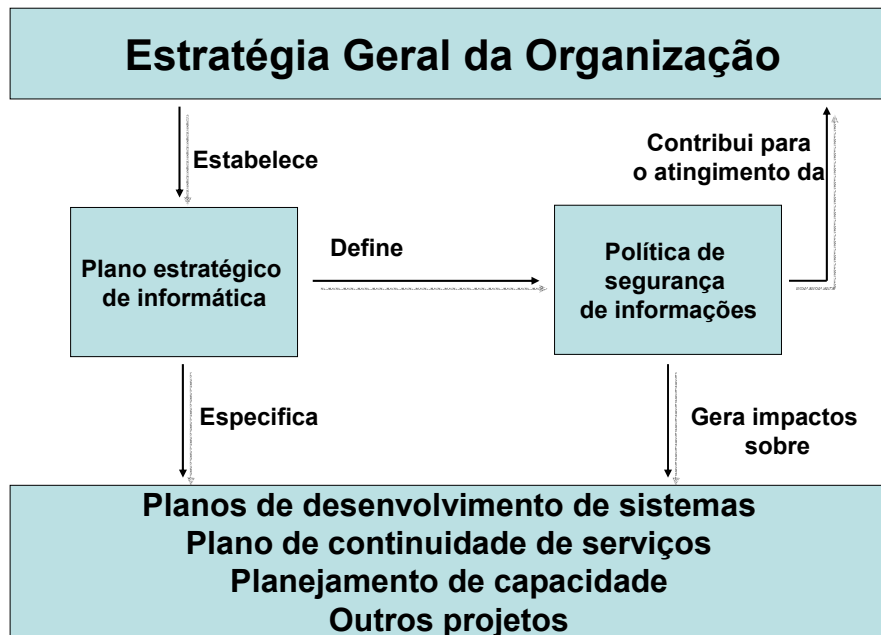 Estratégia Geral da Organização
Estabelece
Contribui para
o atingimento da
Plano estratégico
de informática
Define
Política de
segurança
de informações
Especifica
Gera impactos
sobre
Planos de desenvolvimento de sistemas
Plano de continuidade de serviços
Planejamento de capacidade
Outros projetos